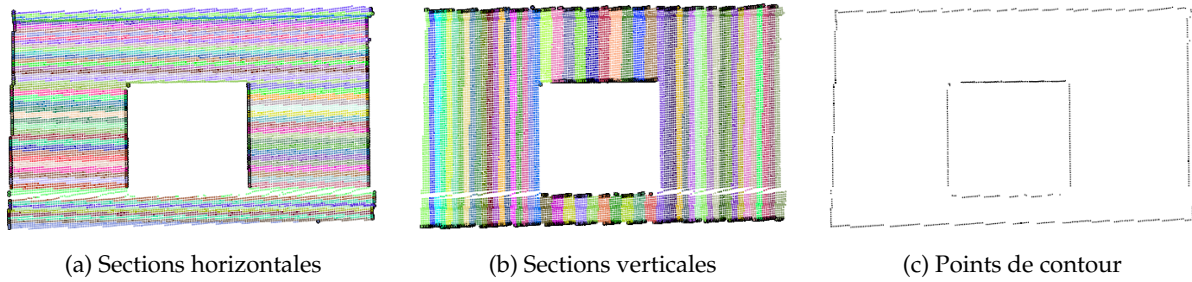 (a) Sections horizontales
(b) Sections verticales
(c) Points de contour